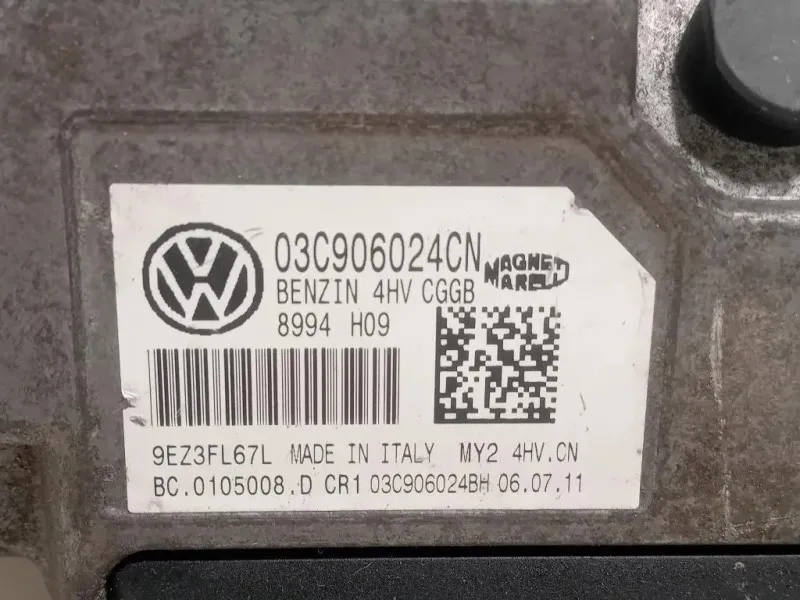 03C906024CN
MAGNETI
MARELLI
BENZIN 4HV CGGB
8994 H09
9EZ3FL67L MADE IN ITALY MY2 4HV.CN
BC.0105008.D CR1 03C906024BH 06.07.11